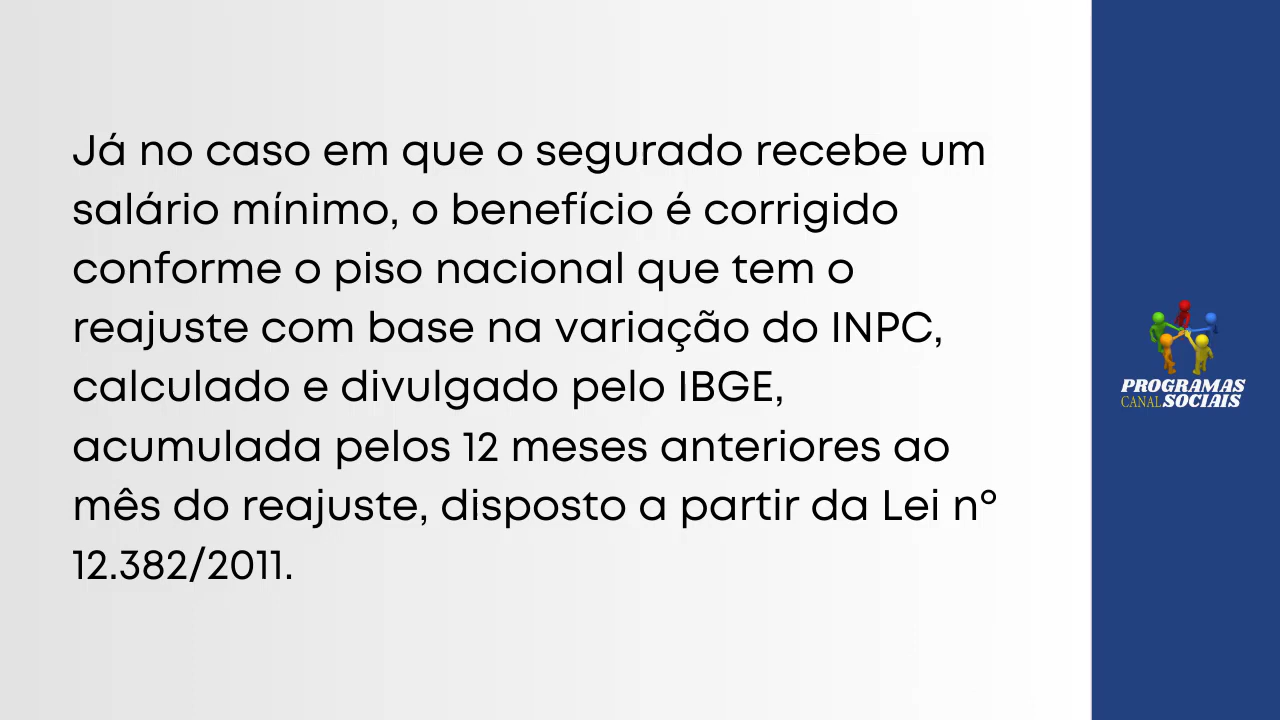 Já no caso em que o segurado recebe um
salário mínimo, o benefício é corrigido
conforme o piso nacional que tem o
reajuste com base na variação do INPC,
calculado e divulgado pelo IBGE,
acumulada pelos 12 meses anteriores ao
mês do reajuste, disposto a partir da Lei nº
12.382/2011.
PROGRAMAS
CANAL SOCIAIS